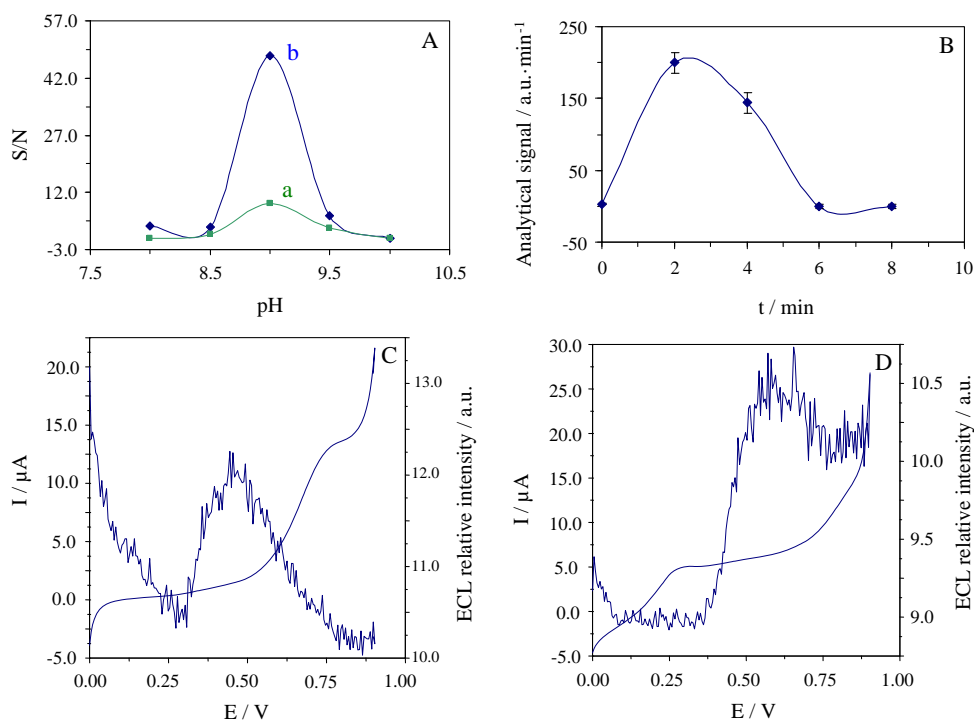 A
57.0
42.0
27.0
12.0
-3.0
S/N
b
a
7.5 8.5 9.5 10.5
pH
B
250
150
50
-50
Analytical signal / a.u.·min⁻¹
0 2 4 6 8 10
t / min
C
20.0
15.0
10.0
5.0
0.0
-5.0
I / µA
13.0
12.0
11.0
10.0
ECL relative intensity / a.u.
0.00 0.25 0.50 0.75 1.00
E / V
D
30.0
25.0
20.0
15.0
10.0
5.0
0.0
-5.0
I / µA
10.5
10.0
9.5
9.0
ECL relative intensity / a.u.
0.00 0.25 0.50 0.75 1.00
E / V